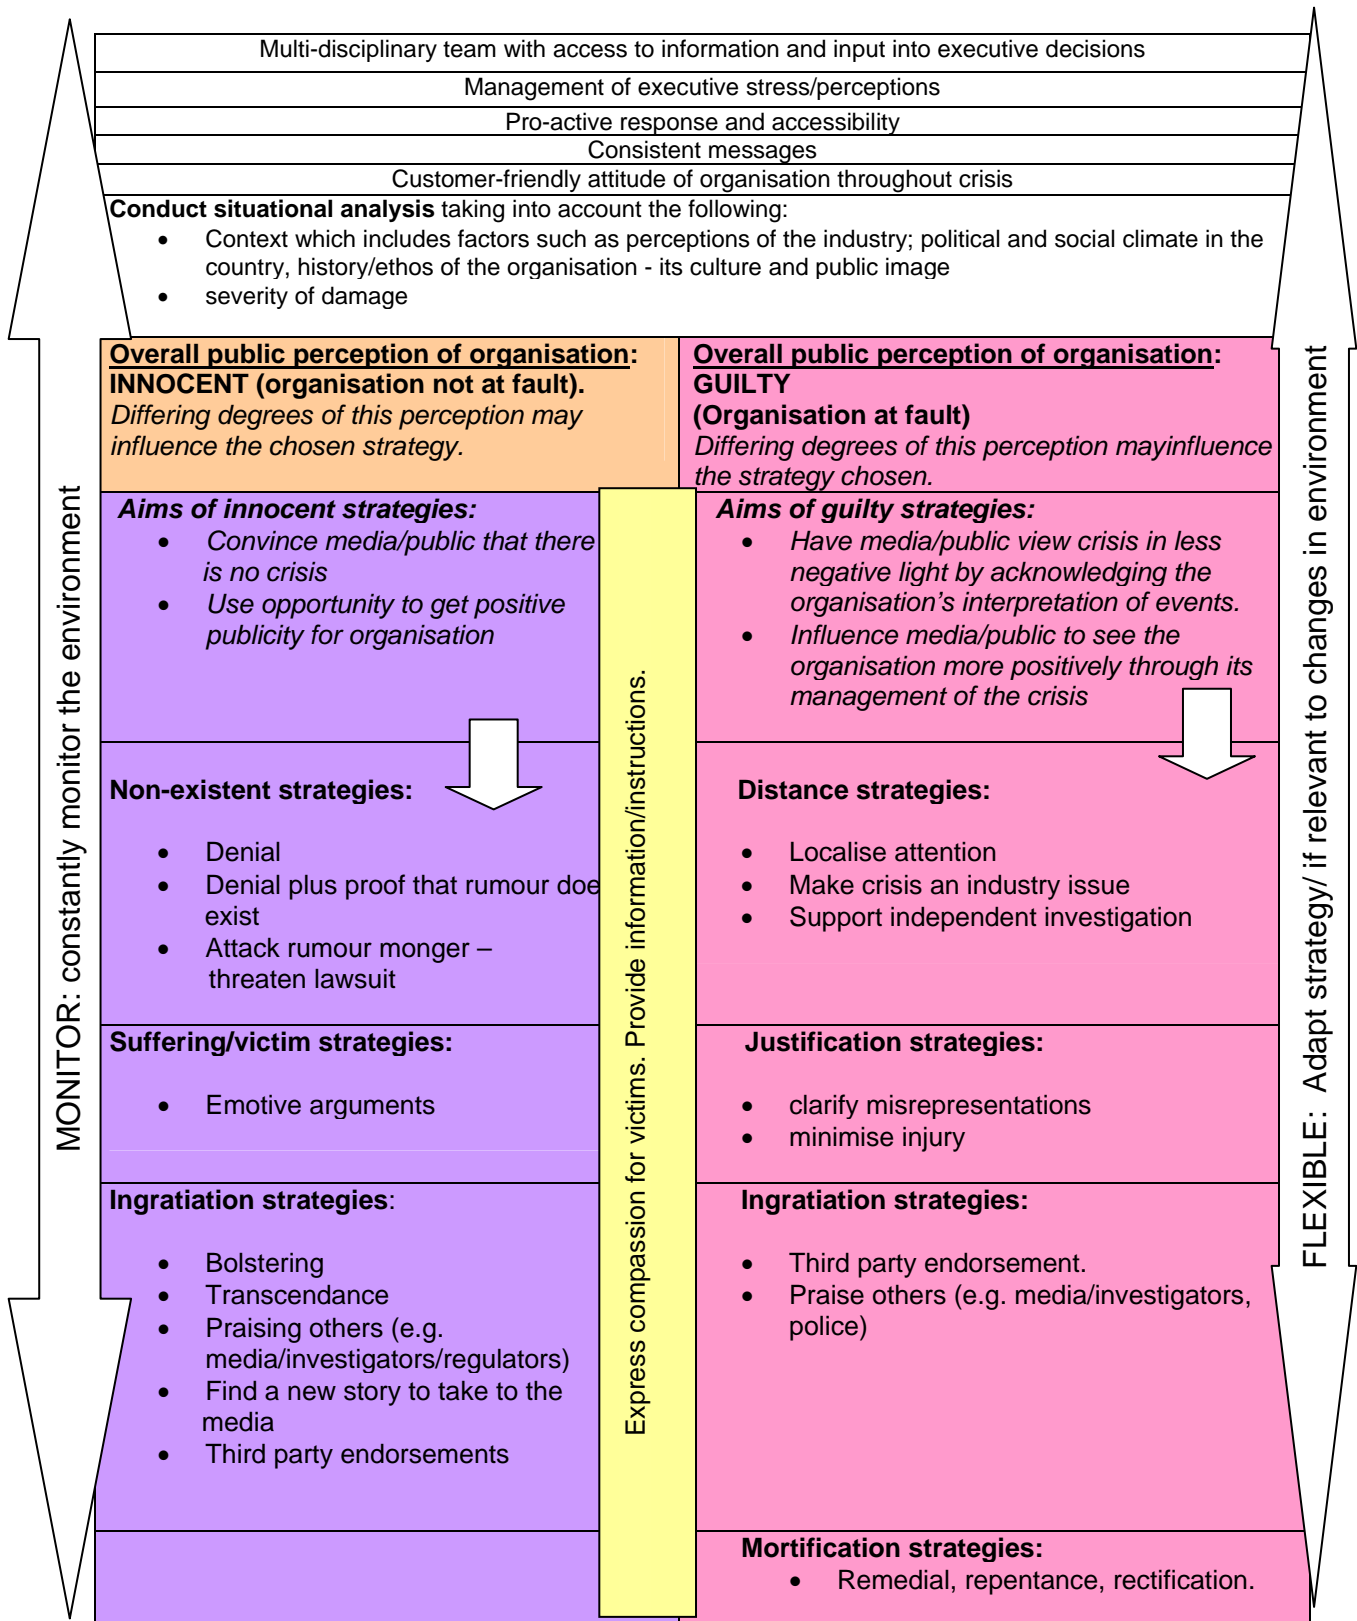 Multi-disciplinary team with access to information and input into executive decisions
Management of executive stress/perceptions
Pro-active response and accessibility
Consistent messages
Customer-friendly attitude of organisation throughout crisis
Conduct situational analysis taking into account the following:
• Context which includes factors such as perceptions of the industry; political and social climate in the
country, history/ethos of the organisation - its culture and public image
• severity of damage
MONITOR: constantly monitor the environment
Overall public perception of organisation:
INNOCENT (organisation not at fault).
Differing degrees of this perception may
influence the chosen strategy.
Overall public perception of organisation:
GUILTY
(Organisation at fault)
Differing degrees of this perception mayinfluence
the strategy chosen.
Aims of innocent strategies:
• Convince media/public that there
is no crisis
• Use opportunity to get positive
publicity for organisation
Aims of guilty strategies:
• Have media/public view crisis in less
negative light by acknowledging the
organisation's interpretation of events.
• Influence media/public to see the
organisation more positively through its
management of the crisis
Non-existent strategies:
• Denial
• Denial plus proof that rumour doe
exist
• Attack rumour monger –
threaten lawsuit
Distance strategies:
• Localise attention
• Make crisis an industry issue
• Support independent investigation
Suffering/victim strategies:
• Emotive arguments
Justification strategies:
• clarify misrepresentations
• minimise injury
Ingratiation strategies:
• Bolstering
• Transcendance
• Praising others (e.g.
media/investigators/regulators)
• Find a new story to take to the
media
• Third party endorsements
Ingratiation strategies:
• Third party endorsement.
• Praise others (e.g. media/investigators,
police)
Mortification strategies:
• Remedial, repentance, rectification.
Express compassion for victims. Provide information/instructions.
FLEXIBLE: Adapt strategy/ if relevant to changes in environment